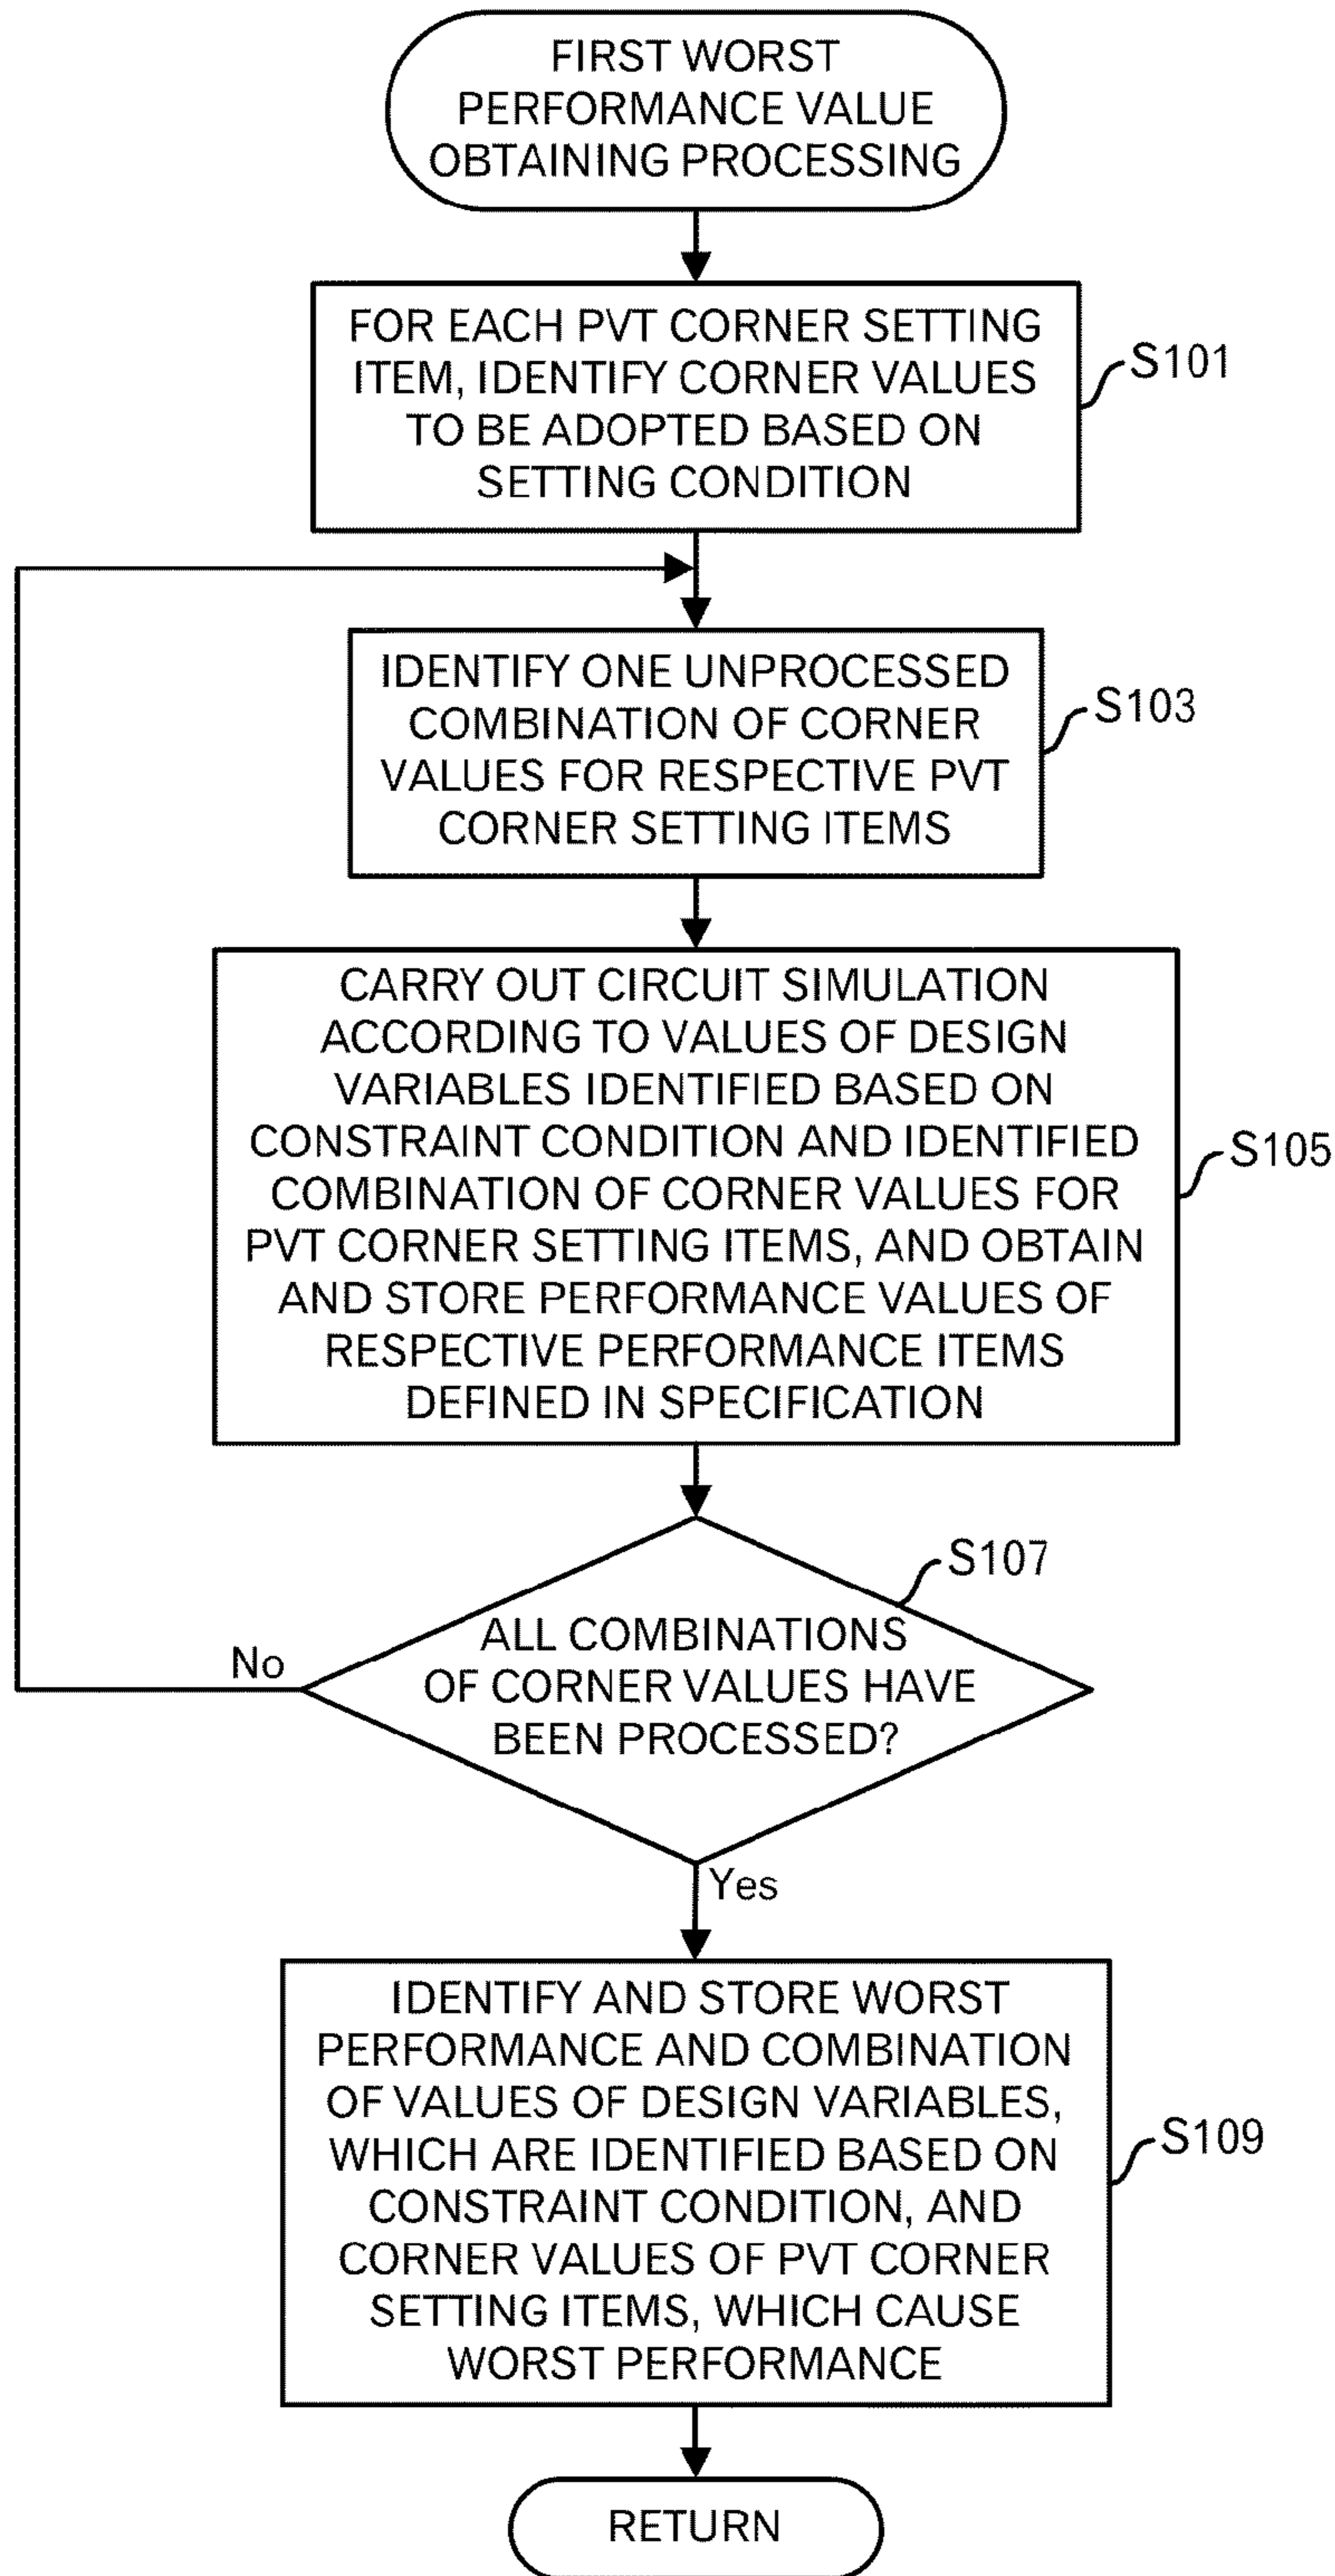 FIRST WORST
PERFORMANCE VALUE
OBTAINING PROCESSING
FOR EACH PVT CORNER SETTING
ITEM, IDENTIFY CORNER VALUES
TO BE ADOPTED BASED ON
SETTING CONDITION
S101
IDENTIFY ONE UNPROCESSED
COMBINATION OF CORNER
VALUES FOR RESPECTIVE PVT
CORNER SETTING ITEMS
S103
CARRY OUT CIRCUIT SIMULATION
ACCORDING TO VALUES OF DESIGN
VARIABLES IDENTIFIED BASED ON
CONSTRAINT CONDITION AND IDENTIFIED
COMBINATION OF CORNER VALUES FOR
PVT CORNER SETTING ITEMS, AND OBTAIN
AND STORE PERFORMANCE VALUES OF
RESPECTIVE PERFORMANCE ITEMS
DEFINED IN SPECIFICATION
S105
S107
ALL COMBINATIONS
OF CORNER VALUES HAVE
BEEN PROCESSED?
No
Yes
IDENTIFY AND STORE WORST
PERFORMANCE AND COMBINATION
OF VALUES OF DESIGN VARIABLES,
WHICH ARE IDENTIFIED BASED ON
CONSTRAINT CONDITION, AND
CORNER VALUES OF PVT CORNER
SETTING ITEMS, WHICH CAUSE
WORST PERFORMANCE
S109
RETURN